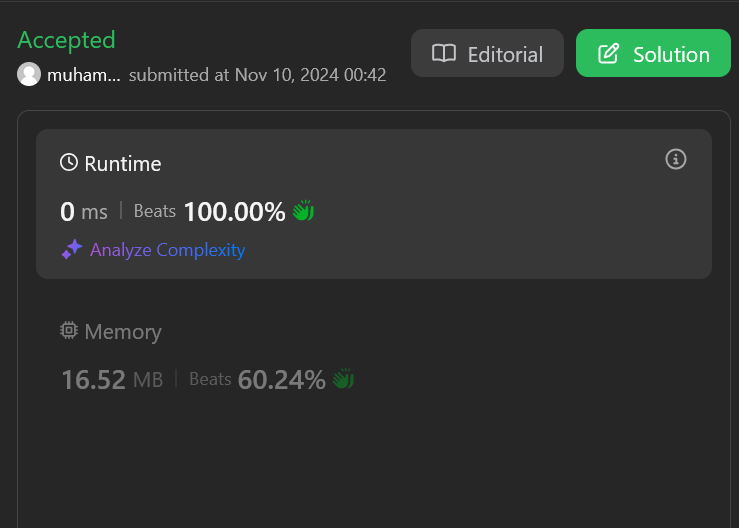 Accepted
muham... submitted at Nov 10, 2024 00:42
Editorial
Solution
Runtime
0 ms | Beats 100.00%
Analyze Complexity
Memory
16.52 MB | Beats 60.24%